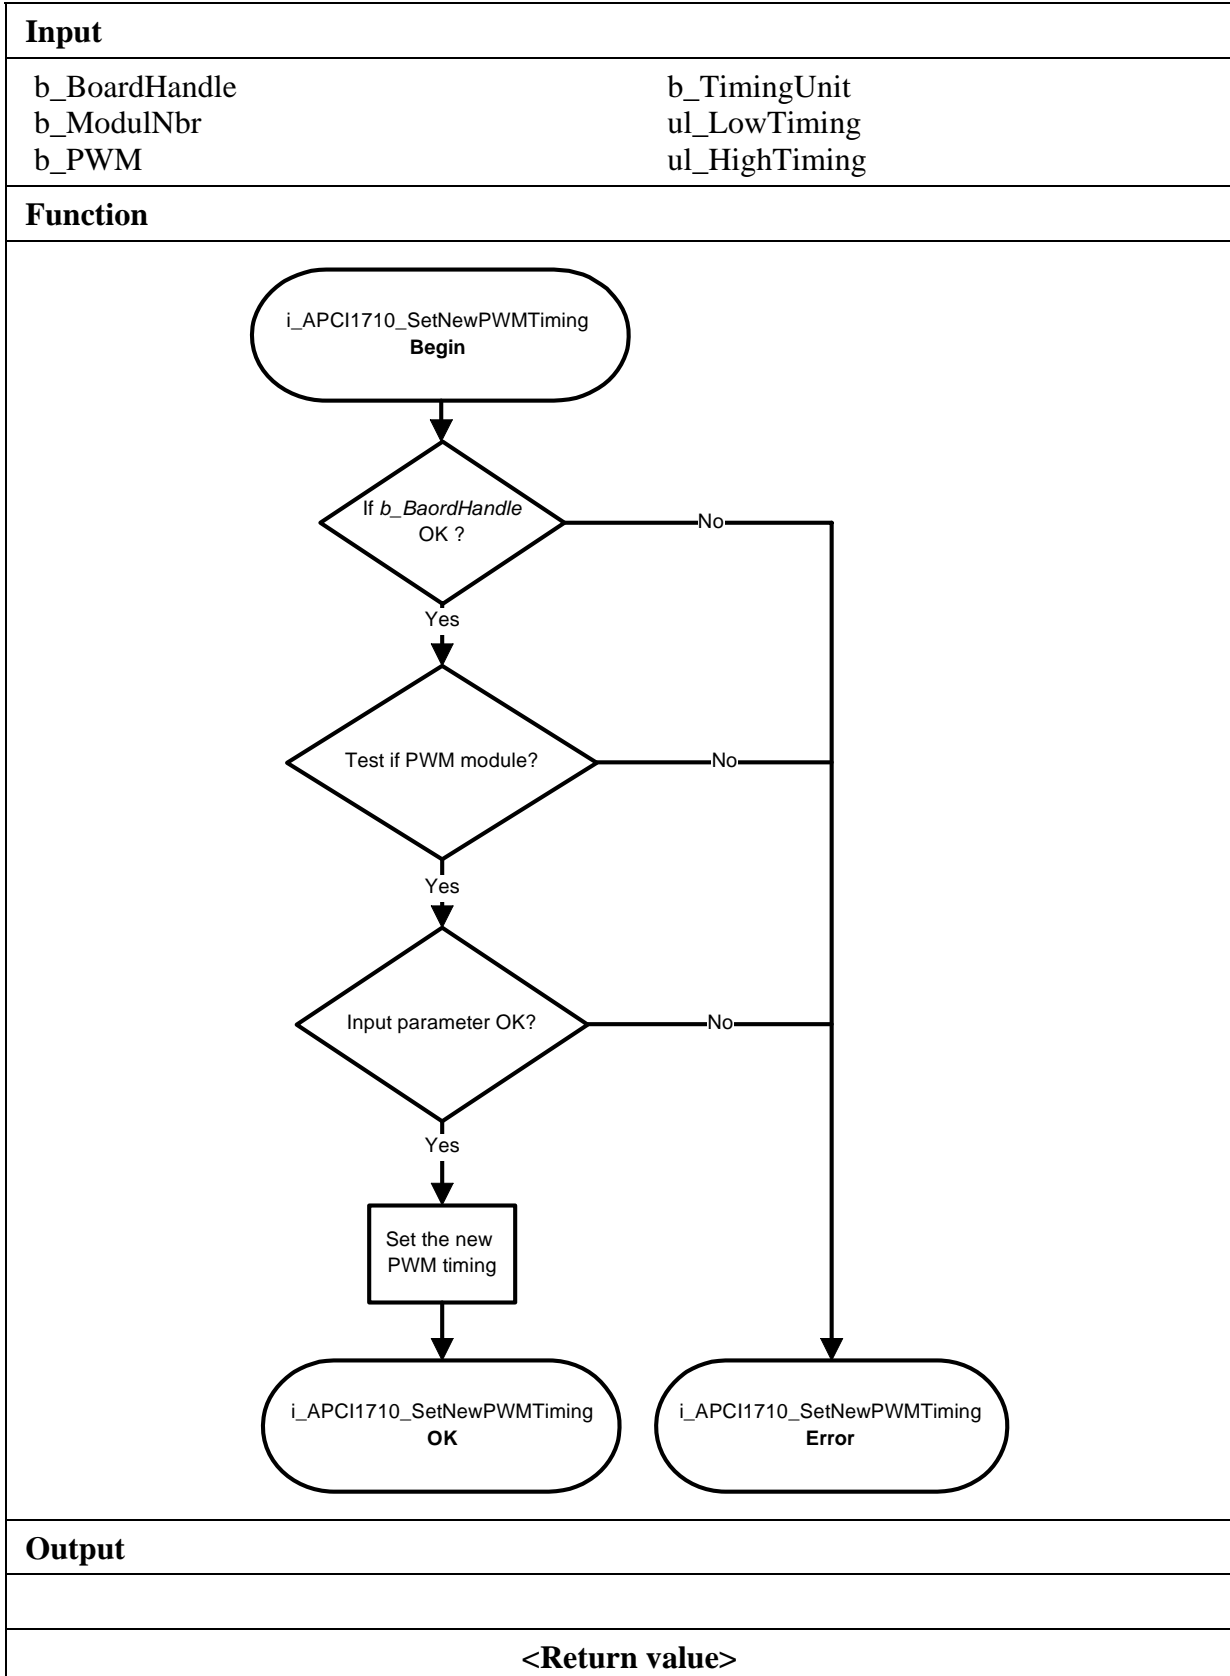 Input
b_BoardHandle
b_ModulNbr
b_PWM
b_TimingUnit
ul_LowTiming
ul_HighTiming
Function
i_APCI1710_SetNewPWMTiming
Begin
If b_BaordHandle
OK ?
No
Yes
Test if PWM module?
No
Yes
Input parameter OK?
No
Yes
Set the new
PWM timing
i_APCI1710_SetNewPWMTiming
OK
i_APCI1710_SetNewPWMTiming
Error
Output
<Return value>